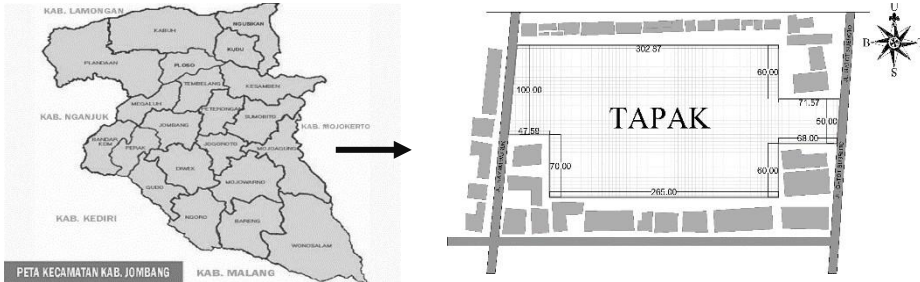 KAB. LAMONGAN
NGUSIKAN
KABUH
KUDU
PLANDAAN
PLOSO
TEMBELANG
KESAMBEN
MEGALUH
PETERONGAN
KAB. NGANJUK
SUMOBITO
JOMBANG
KAB. MOJOKERTO
BANDAR
KDM
PERAK
JOGOROTO
MOJOAGUNG
DIWEK
MOJOWARNO
GUDO
KAB. KEDIRI
NGORO
BARENG
WONOSALAM
PETA KECAMATAN KAB. JOMBANG
KAB. MALANG
302.87
60.00
100.00
71.57
TAPAK
50.00
47.59
68.00
70.00
60.00
265.00
U
B
T
S